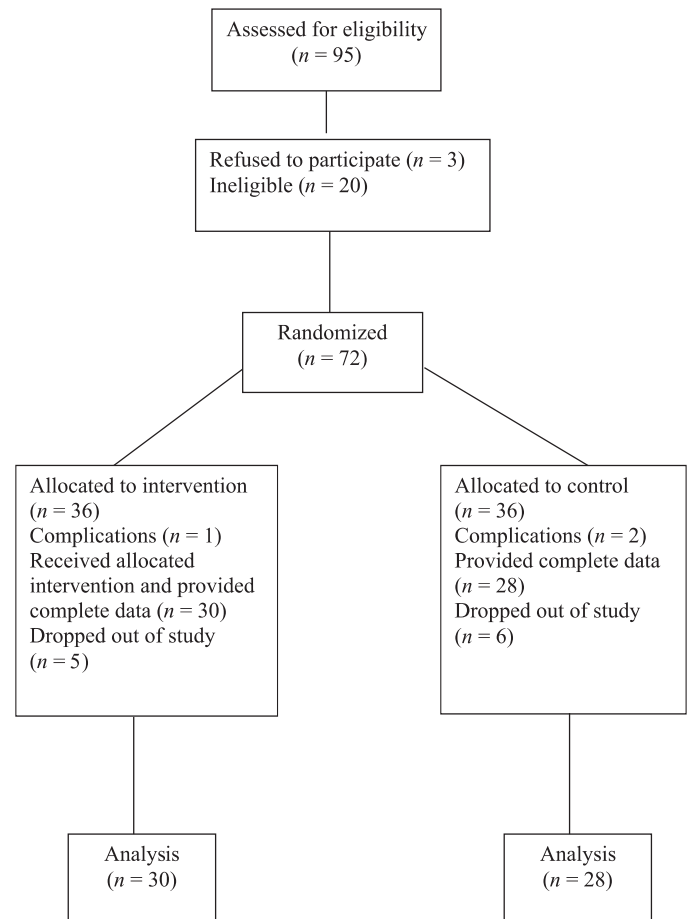 Assessed for eligibility
(n = 95)
Refused to participate (n = 3)
Ineligible (n = 20)
Randomized
(n = 72)
Allocated to intervention
(n = 36)
Complications (n = 1)
Received allocated
intervention and provided
complete data (n = 30)
Dropped out of study
(n = 5)
Allocated to control
(n = 36)
Complications (n = 2)
Provided complete data
(n = 28)
Dropped out of study
(n = 6)
Analysis
(n = 30)
Analysis
(n = 28)